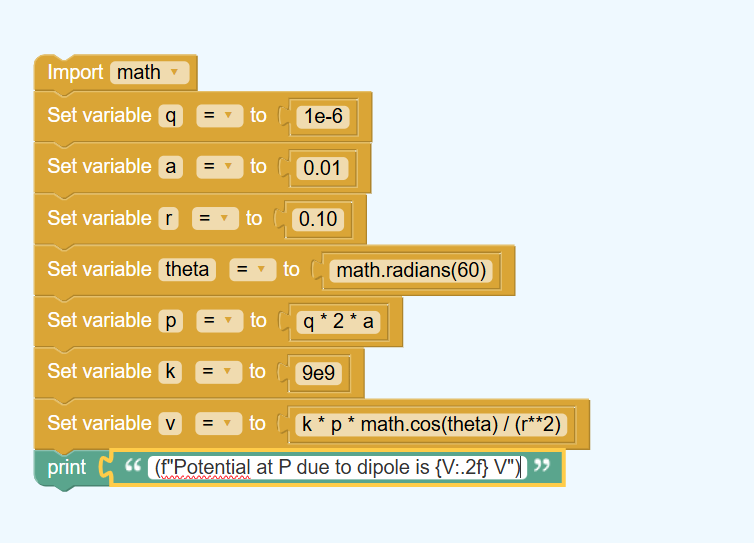 Import math
Set variable q = to 1e-6
Set variable a = to 0.01
Set variable r = to 0.10
Set variable theta = to math.radians(60)
Set variable p = to q * 2 * a
Set variable k = to 9e9
Set variable v = to k * p * math.cos(theta) / (r**2)
print “ (f"Potential at P due to dipole is {V:.2f} V") ”